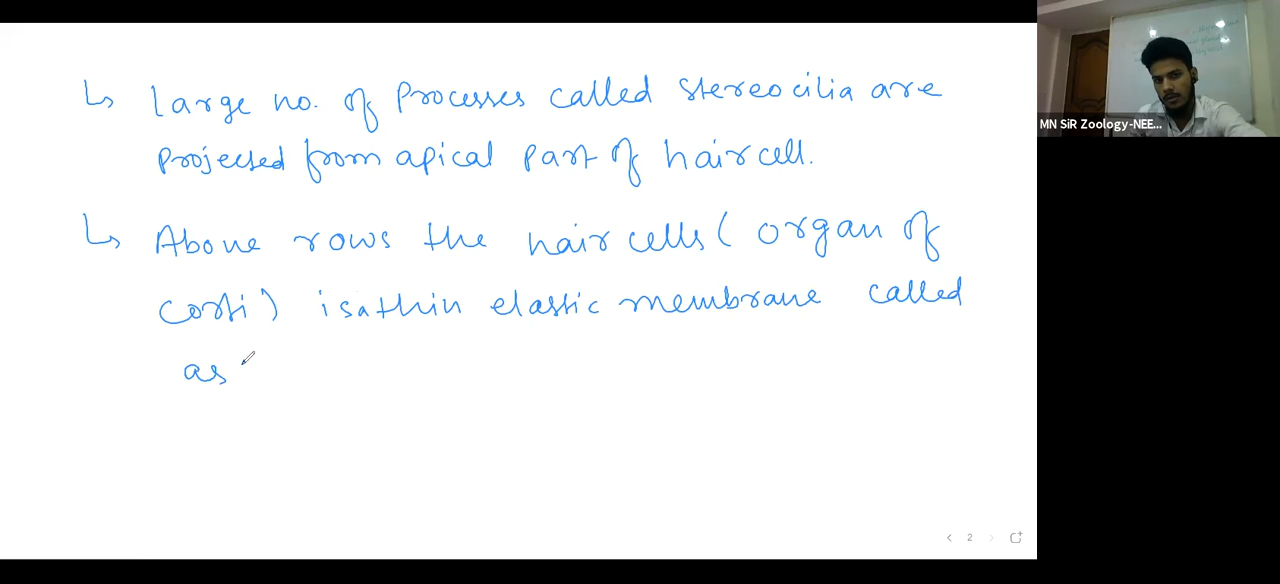 ↳ Large no. of Processes called stereocilia are
projected from apical part of hair cell.
↳ Above rows the hair cells ( organ of
corti ) is a thin elastic membrane called
as
MN SiR Zoology-NEE...
2